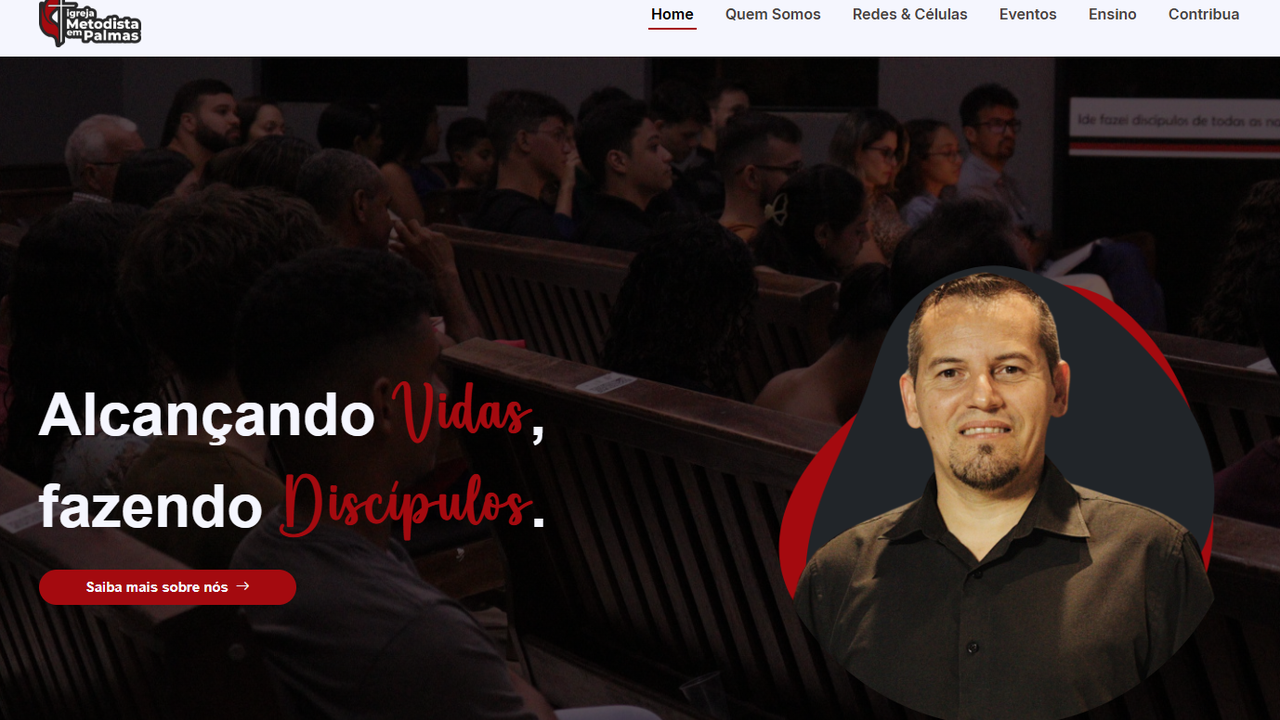 igreja
Metodista
em Palmas
Home
Quem Somos
Redes & Células
Eventos
Ensino
Contribua
Ide fazei discípulos de todas as na
Alcançando Vidas,
fazendo Discípulos.
Saiba mais sobre nós →